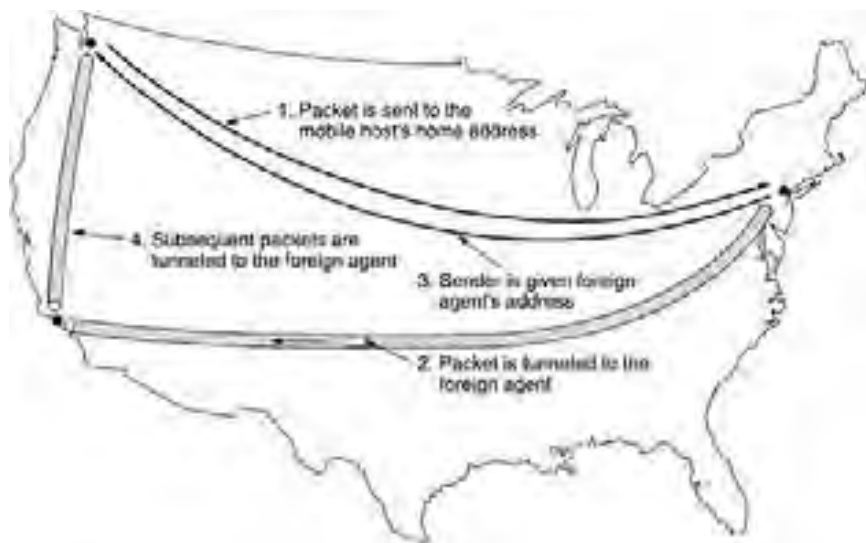 1. Packet is sent to the
mobile host's home address
4. Subsequent packets are
tunneled to the foreign agent
3. Sender is given foreign
agent's address
2. Packet is tunneled to the
foreign agent